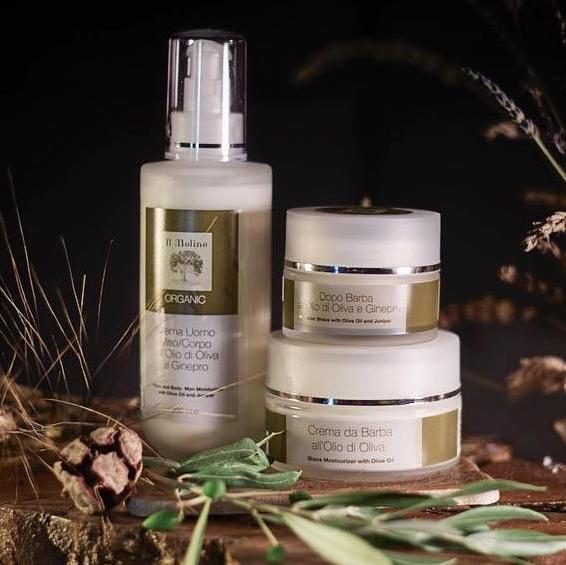 Il Molino
ORGANIC
Crema Uomo
Viso/Corpo
all'Olio di Oliva
e Ginepro
Face and Body Man Moisturizer
with Olive Oil and Juniper
Dopo Barba
all'Olio di Oliva e Ginepro
After Shave with Olive Oil and Juniper
Crema da Barba
all'Olio di Oliva
Shave Mostourizer with Olive Oil